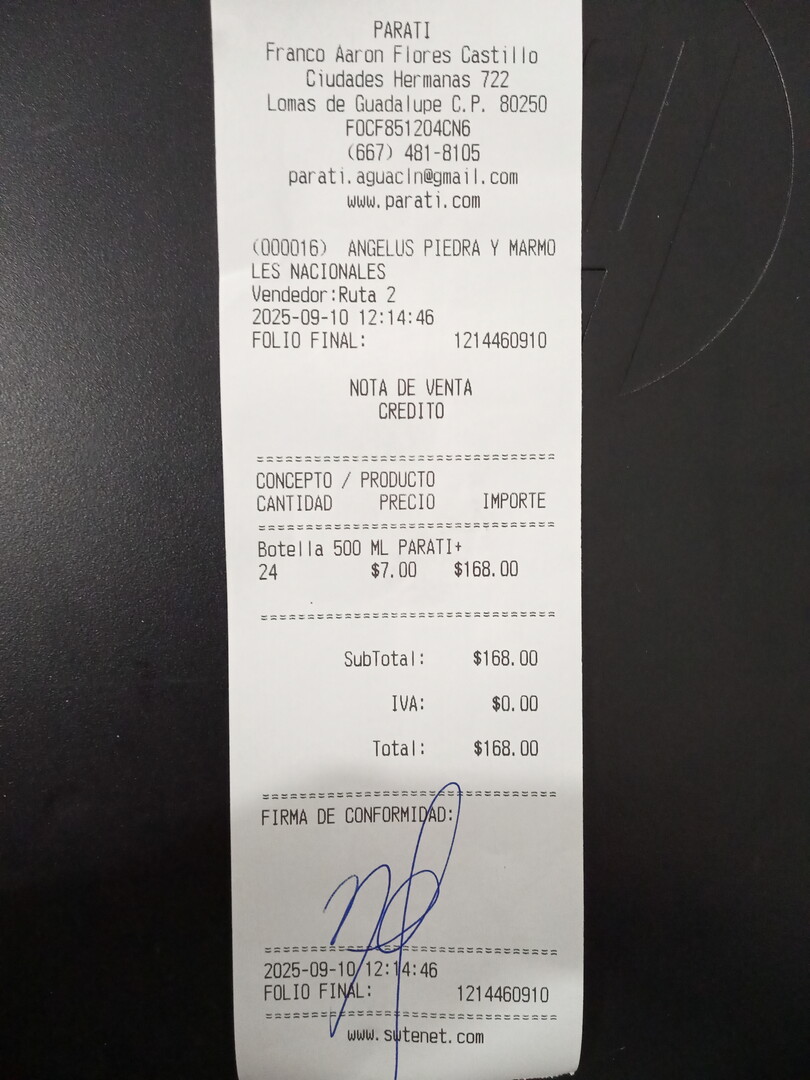 PARATI
Franco Aaron Flores Castillo
Ciudades Hermanas 722
Lomas de Guadalupe C.P. 80250
FOCF851204CN6
(667) 481-8105
parati.aguacln@gmail.com
www.parati.com
(000016) ANGELUS PIEDRA Y MARMO
LES NACIONALES
Vendedor:Ruta 2
2025-09-10 12:14:46
FOLIO FINAL: 1214460910
NOTA DE VENTA
CREDITO
================================
CONCEPTO / PRODUCTO
CANTIDAD PRECIO IMPORTE
================================
Botella 500 ML PARATI+
24 $7.00 $168.00
================================
SubTotal: $168.00
IVA: $0.00
Total: $168.00
================================
FIRMA DE CONFORMIDAD:
================================
2025-09-10 12:14:46
FOLIO FINAL: 1214460910
================================
www.sytenet.com